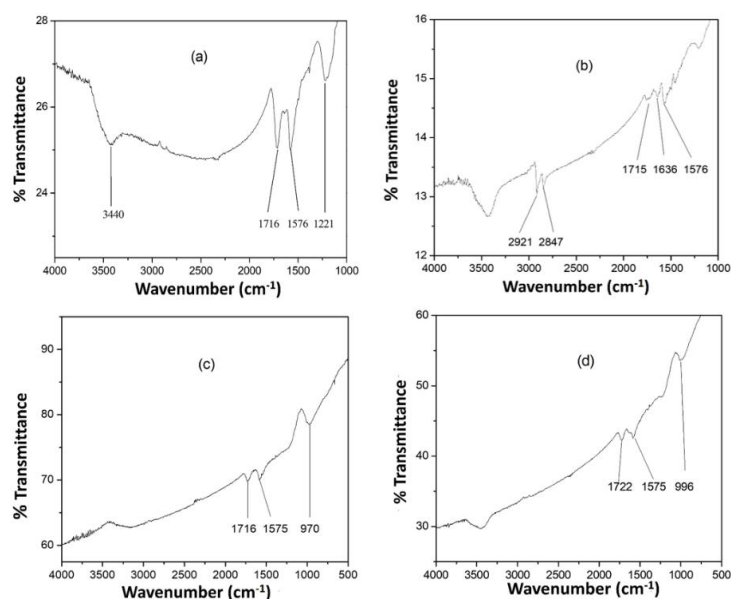 (a)
% Transmittance
28
26
24
3440
1716 1576 1221
4000 3500 3000 2500 2000 1500 1000
Wavenumber (cm-1)
(b)
% Transmittance
16
15
14
13
12
1715 1636 1576
2921 2847
4000 3500 3000 2500 2000 1500 1000
Wavenumber (cm-1)
(c)
% Transmittance
90
80
70
60
1716 1575 970
4000 3500 3000 2500 2000 1500 1000 500
Wavenumber (cm-1)
(d)
% Transmittance
60
50
40
30
1722 1575 996
4000 3500 3000 2500 2000 1500 1000 500
Wavenumber (cm-1)